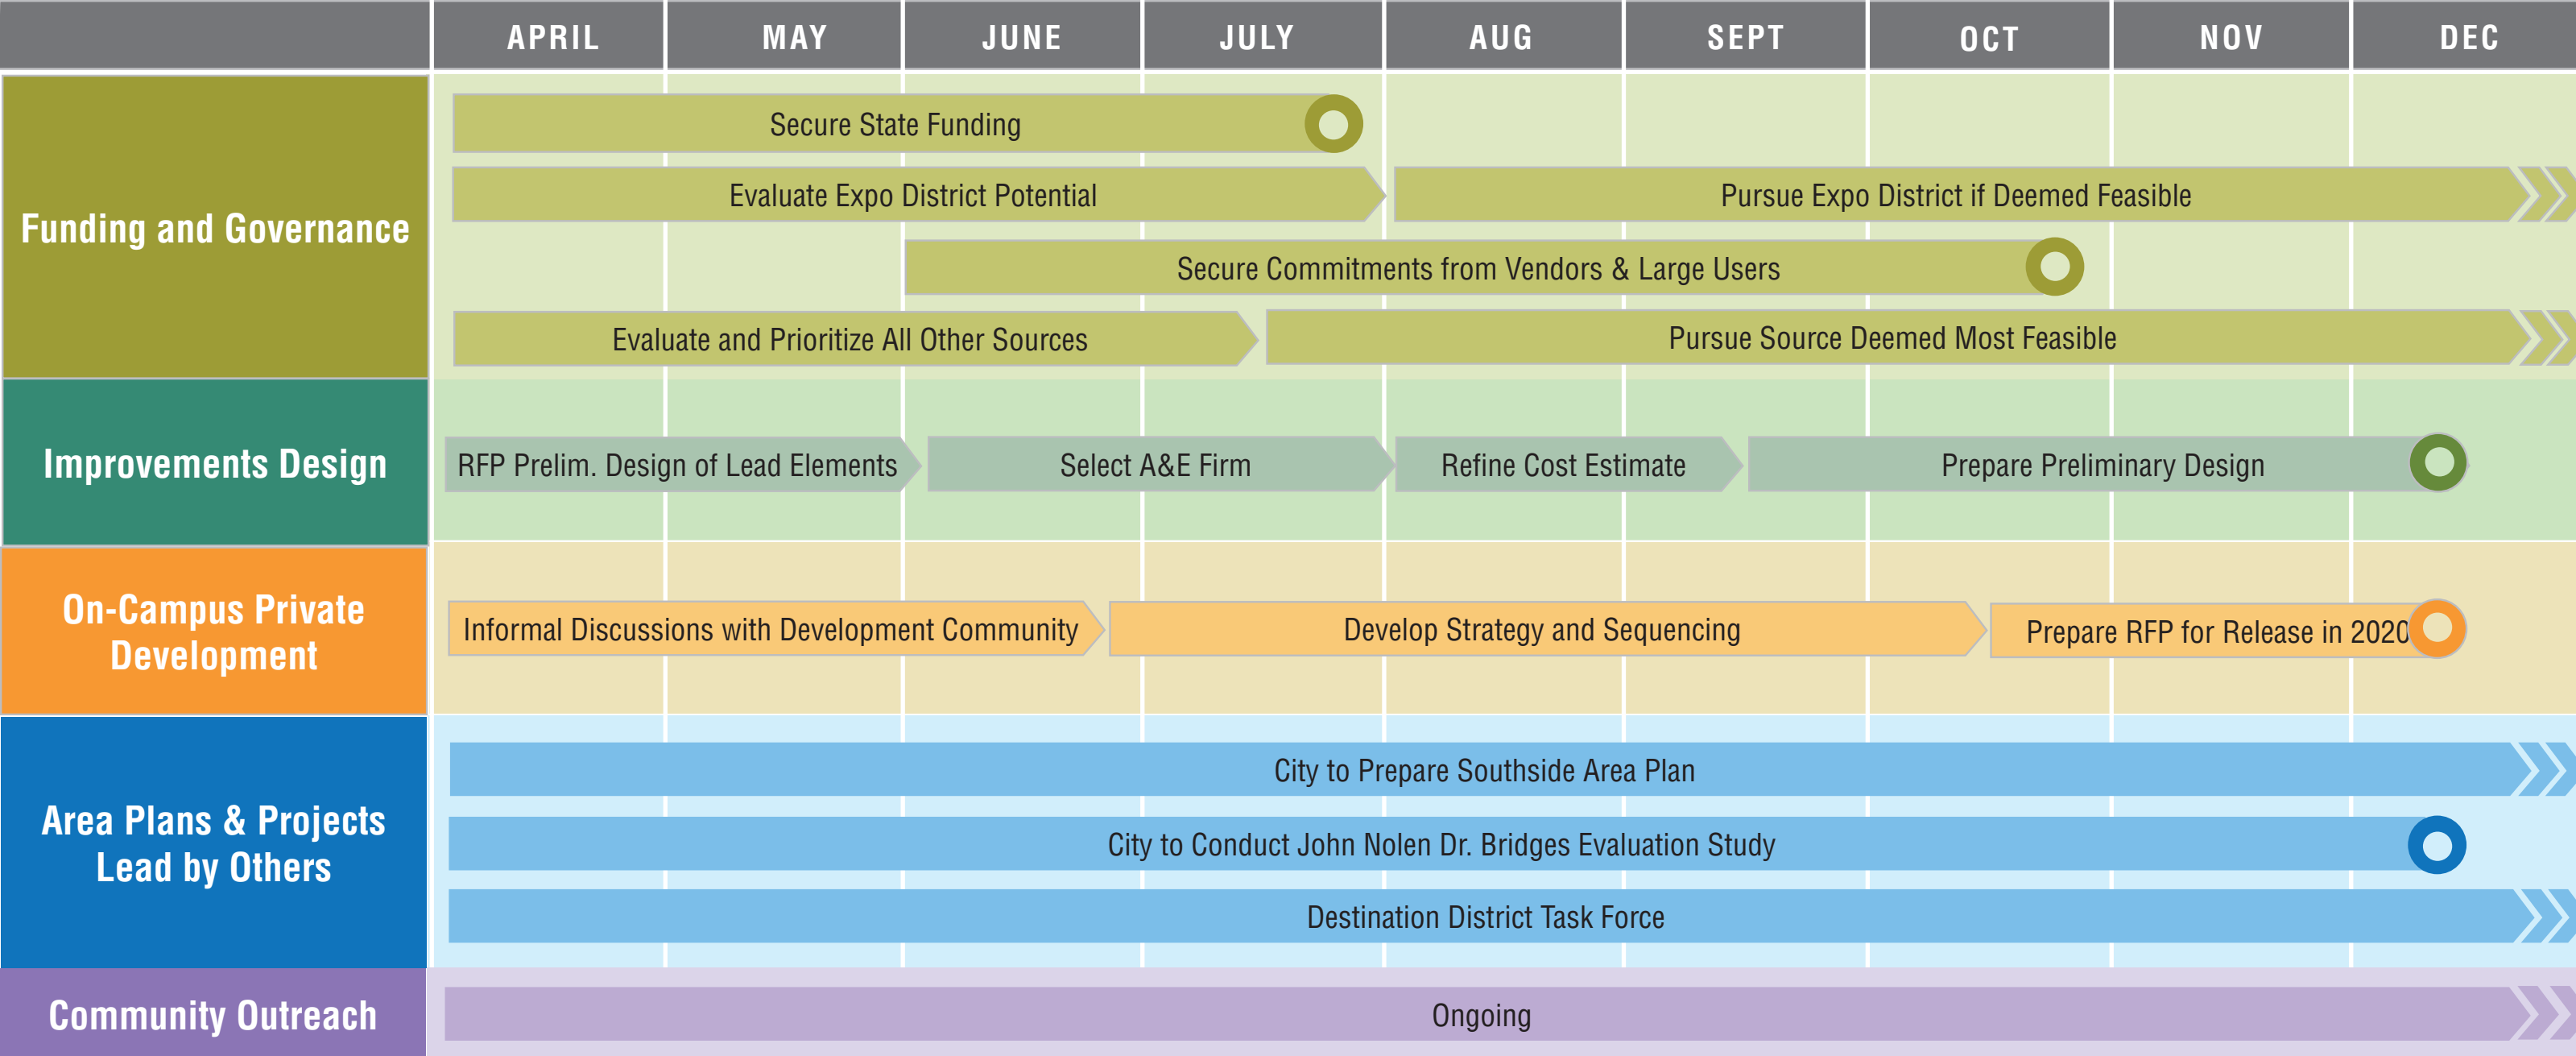 APRIL MAY JUNE JULY AUG SEPT OCT NOV DEC
Funding and Governance
Secure State Funding
Evaluate Expo District Potential
Pursue Expo District if Deemed Feasible
Secure Commitments from Vendors & Large Users
Evaluate and Prioritize All Other Sources
Pursue Source Deemed Most Feasible
Improvements Design
RFP Prelim. Design of Lead Elements
Select A&E Firm
Refine Cost Estimate
Prepare Preliminary Design
On-Campus Private
Development
Informal Discussions with Development Community
Develop Strategy and Sequencing
Prepare RFP for Release in 2020
Area Plans & Projects
Lead by Others
City to Prepare Southside Area Plan
City to Conduct John Nolen Dr. Bridges Evaluation Study
Destination District Task Force
Community Outreach
Ongoing